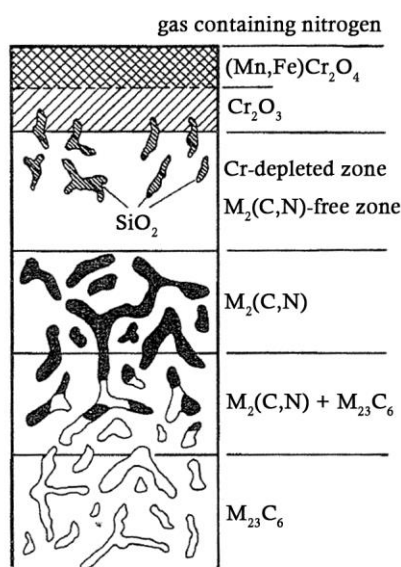 gas containing nitrogen
(Mn,Fe)Cr₂O₄
Cr₂O₃
Cr-depleted zone
M₂(C,N)-free zone
SiO₂
M₂(C,N)
M₂(C,N) + M₂₃C₆
M₂₃C₆